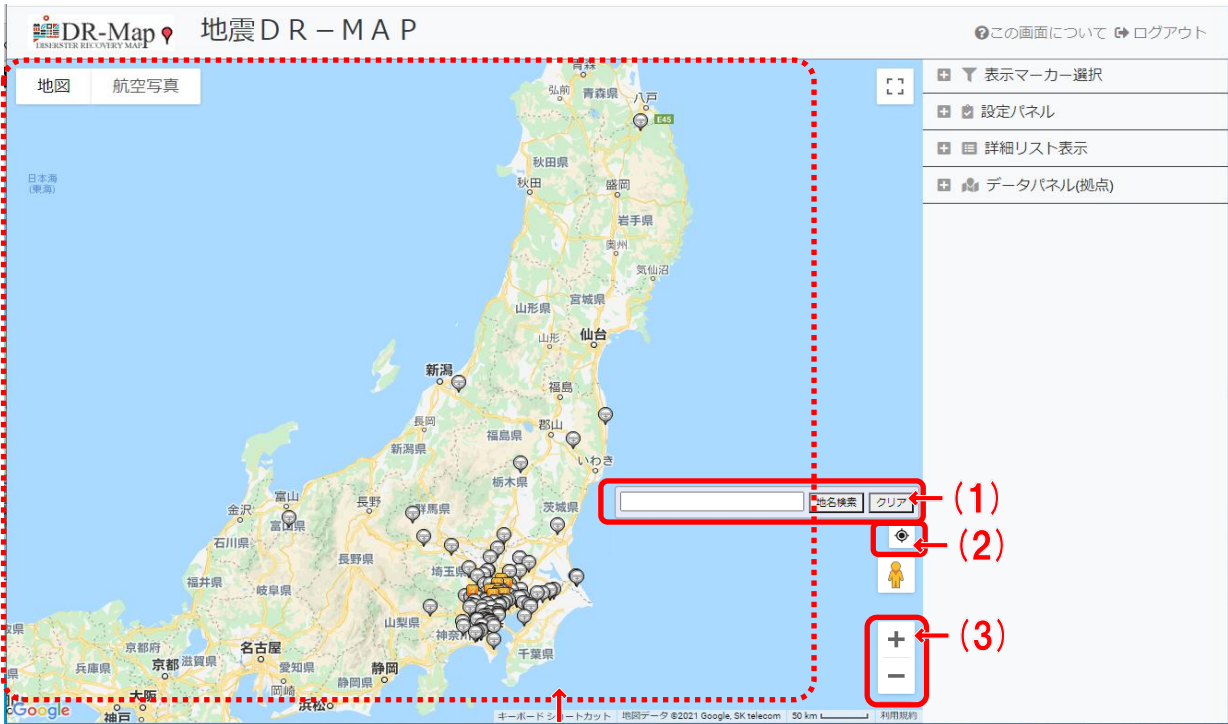 DR-Map
DISERSTER RECOVERY MAP
地震ＤＲ－ＭＡＰ
この画面について
ログアウト
地図
航空写真
表示マーカー選択
設定パネル
詳細リスト表示
データパネル(拠点)
青森
弘前
青森県
八戸
E45
日本海
(東海)
秋田県
秋田
盛岡
岩手県
奥州
気仙沼
宮城県
山形県
山形
仙台
新潟
福島
長岡
郡山
福島県
新潟県
いわき
栃木県
地名検索
クリア
(1)
富山
長野
群馬県
茨城県
金沢
富山県
石川県
(2)
長野県
埼玉県
福井県
岐阜県
山梨県
神奈川
(3)
京都府
名古屋
千葉県
兵庫県
京都
滋賀県
愛知県
静岡
静岡県
岡崎
大阪
浜松
神戸
Google
キーボード ショートカット
地図データ ©2021 Google, SK telecom
50 km
利用規約